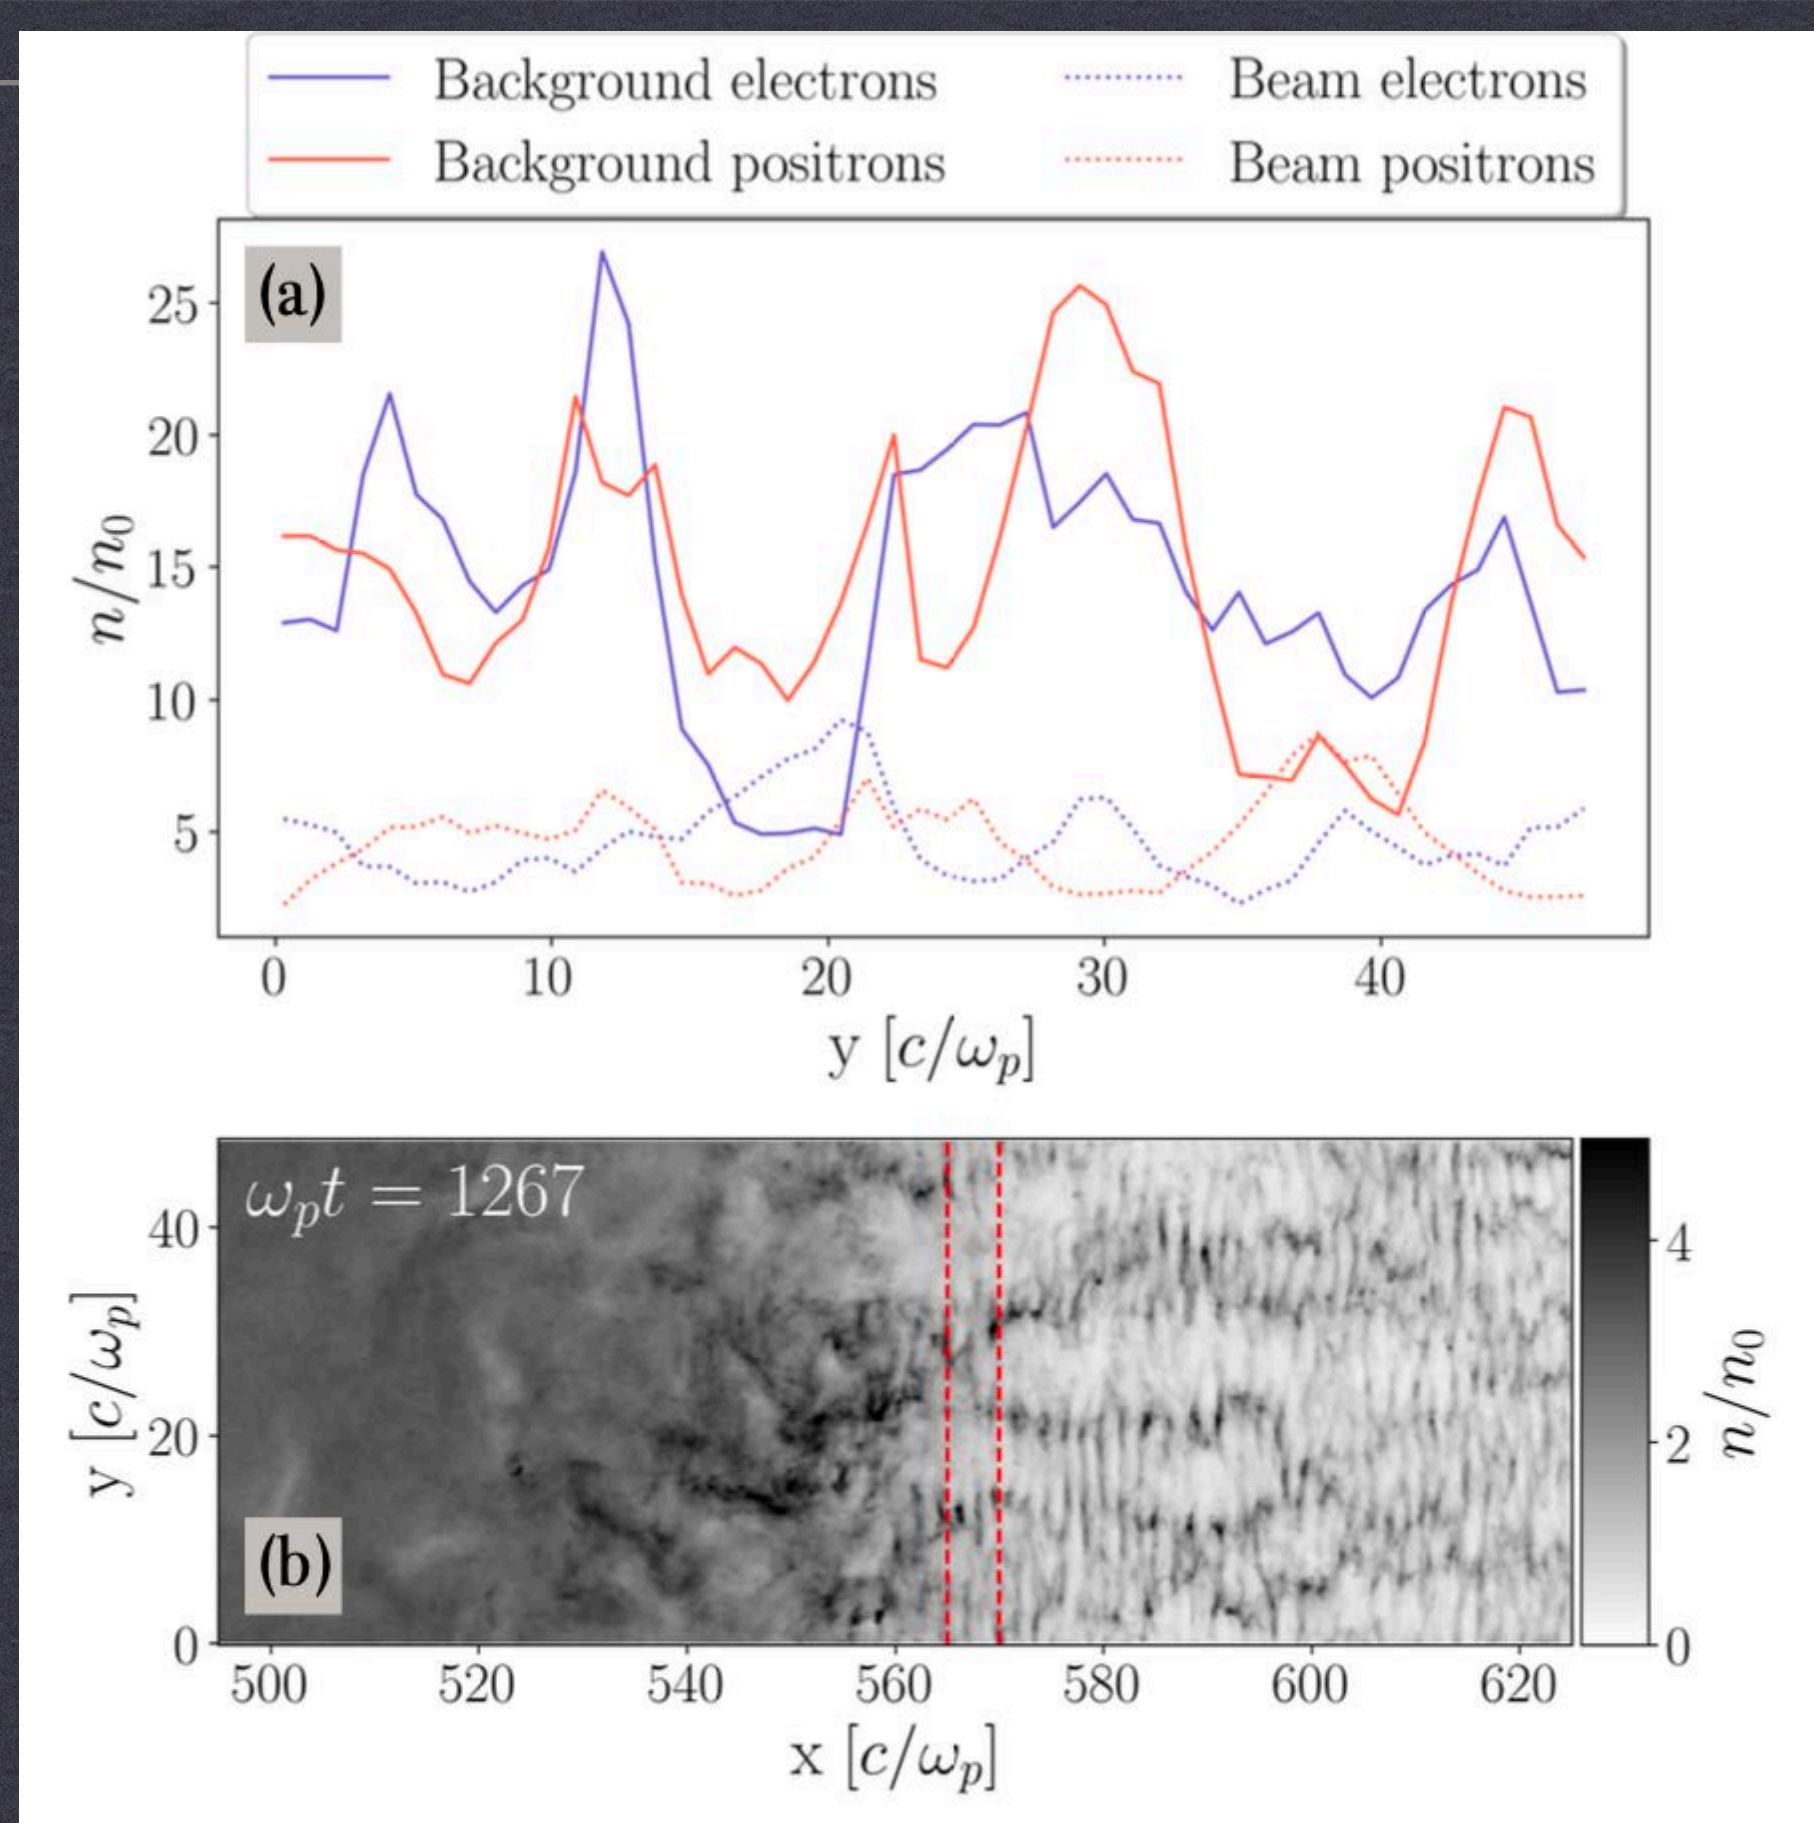 Background electrons
Beam electrons
Background positrons
Beam positrons
(a)
25
20
15
10
5
n/n₀
0 10 20 30 40
y [c/ωₚ]
ωₚt = 1267
(b)
40
20
0
y [c/ωₚ]
500 520 540 560 580 600 620
x [c/ωₚ]
4
2
0
n/n₀